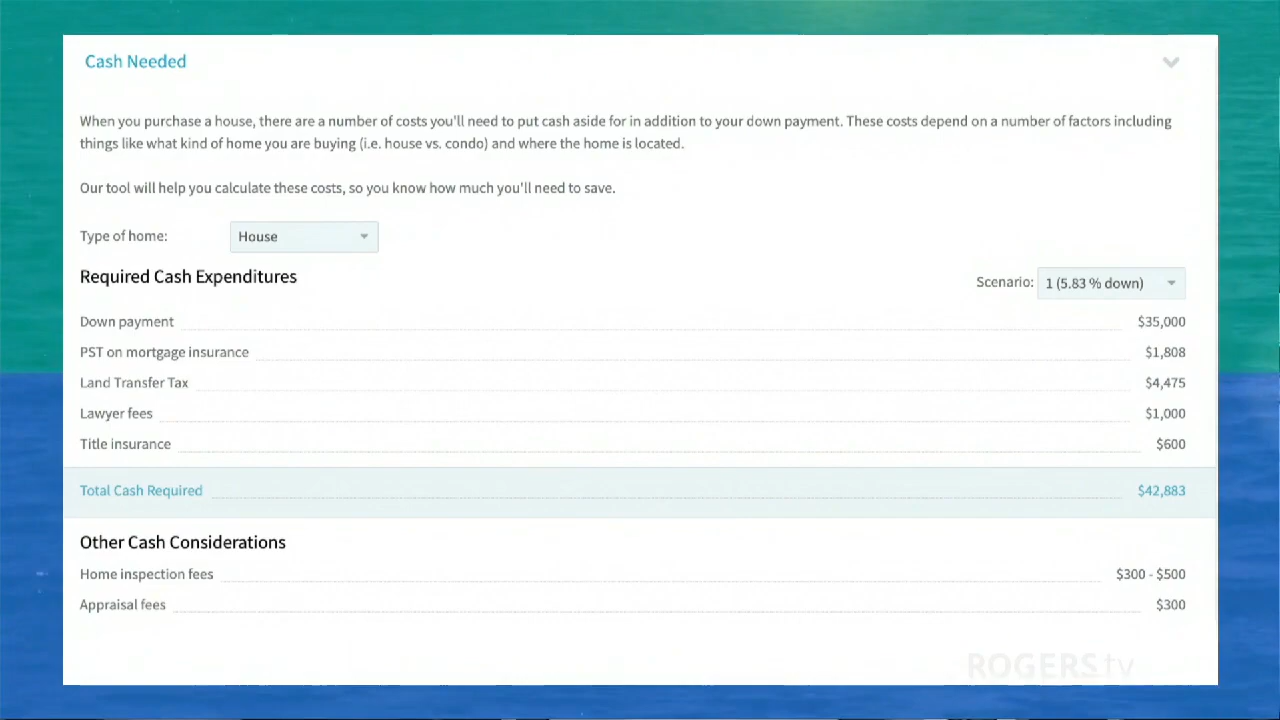 Cash Needed
When you purchase a house, there are a number of costs you'll need to put cash aside for in addition to your down payment. These costs depend on a number of factors including
things like what kind of home you are buying (i.e. house vs. condo) and where the home is located.
Our tool will help you calculate these costs, so you know how much you'll need to save.
Type of home: House
Required Cash Expenditures Scenario: 1 (5.83 % down)
Down payment $35,000
PST on mortgage insurance $1,808
Land Transfer Tax $4,475
Lawyer fees $1,000
Title insurance $600
Total Cash Required $42,883
Other Cash Considerations
Home inspection fees $300 - $500
Appraisal fees $300
ROGERS tv